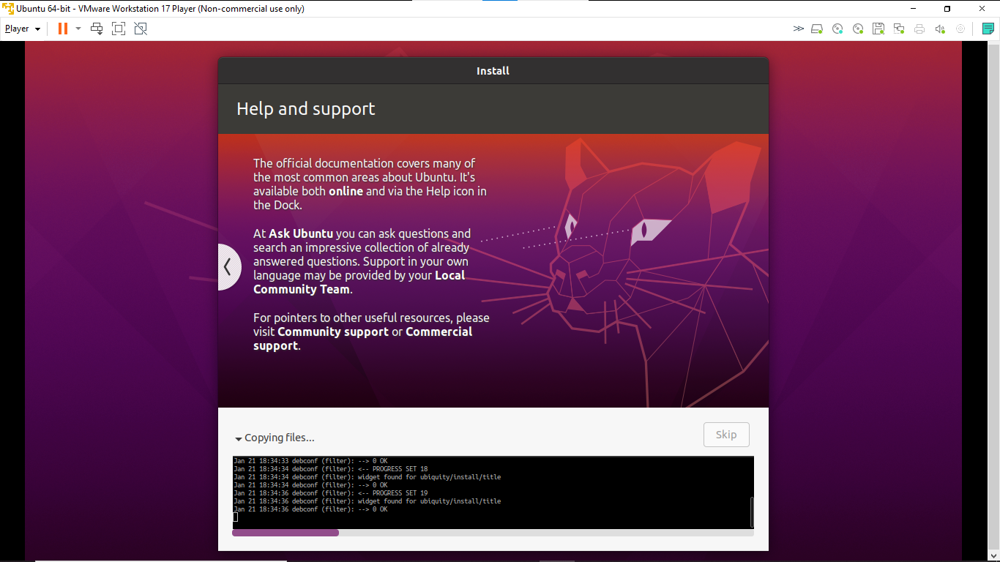 Ubuntu 64-bit - VMware Workstation 17 Player (Non-commercial use only)
Player
Install
Help and support
The official documentation covers many of
the most common areas about Ubuntu. It's
available both online and via the Help icon in
the Dock.
At Ask Ubuntu you can ask questions and
search an impressive collection of already
answered questions. Support in your own
language may be provided by your Local
Community Team.
For pointers to other useful resources, please
visit Community support or Commercial
support.
Copying files...
Skip
Jan 21 18:34:33 debconf (filter): --> 0 OK
Jan 21 18:34:34 debconf (filter): <-- PROGRESS SET 18
Jan 21 18:34:34 debconf (filter): widget found for ubiquity/install/title
Jan 21 18:34:34 debconf (filter): --> 0 OK
Jan 21 18:34:36 debconf (filter): <-- PROGRESS SET 19
Jan 21 18:34:36 debconf (filter): widget found for ubiquity/install/title
Jan 21 18:34:36 debconf (filter): --> 0 OK